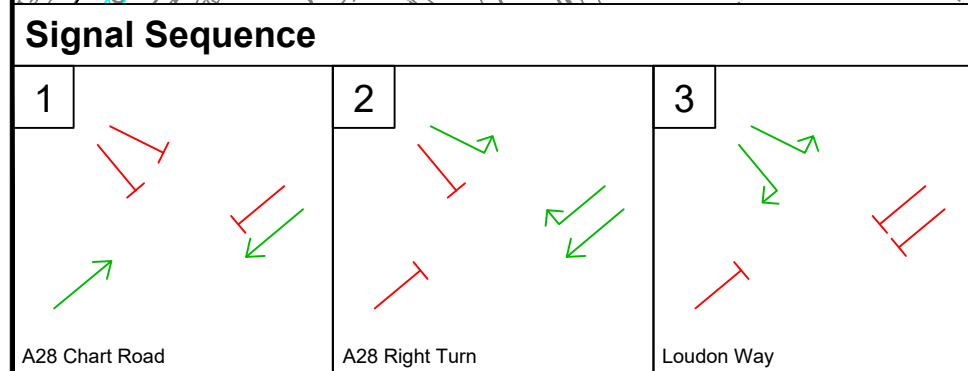 Signal Sequence
1
2
3
A28 Chart Road
A28 Right Turn
Loudon Way